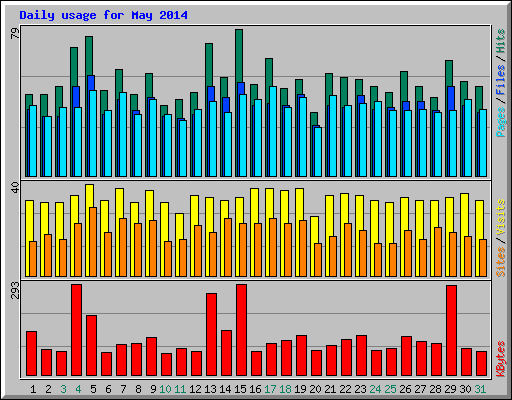 Daily usage for May 2014
79
Pages / Files / Hits
40
Sites / Visits
293
KBytes
1 2 3 4 5 6 7 8 9 10 11 12 13 14 15 16 17 18 19 20 21 22 23 24 25 26 27 28 29 30 31